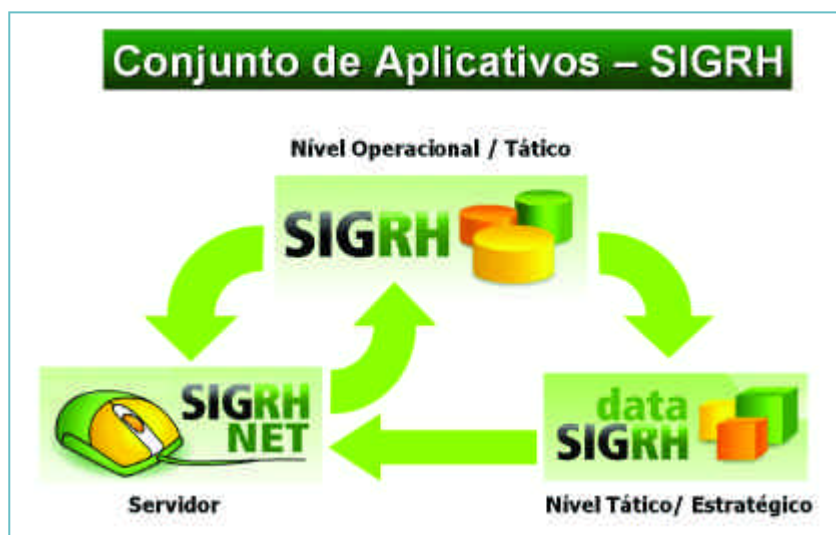 Conjunto de Aplicativos – SIGRH
Nível Operacional / Tático
SIGRH
SIGRH
NET
data
SIGRH
Servidor
Nível Tático/ Estratégico